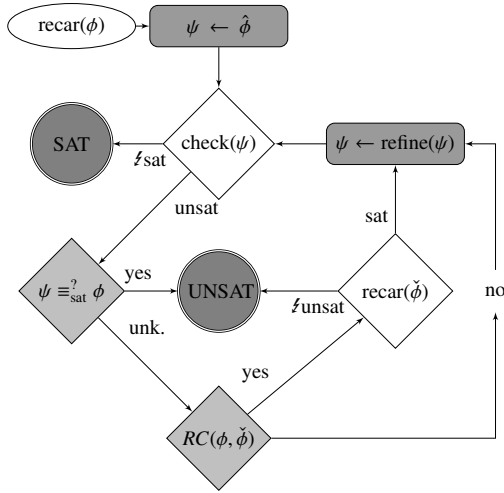 recar(ϕ)
ψ ← ϕ̂
SAT
↯sat
check(ψ)
ψ ← refine(ψ)
unsat
sat
ψ ≡?sat ϕ
yes
UNSAT
↯unsat
recar(ϕ̌)
no
unk.
yes
RC(ϕ, ϕ̌)